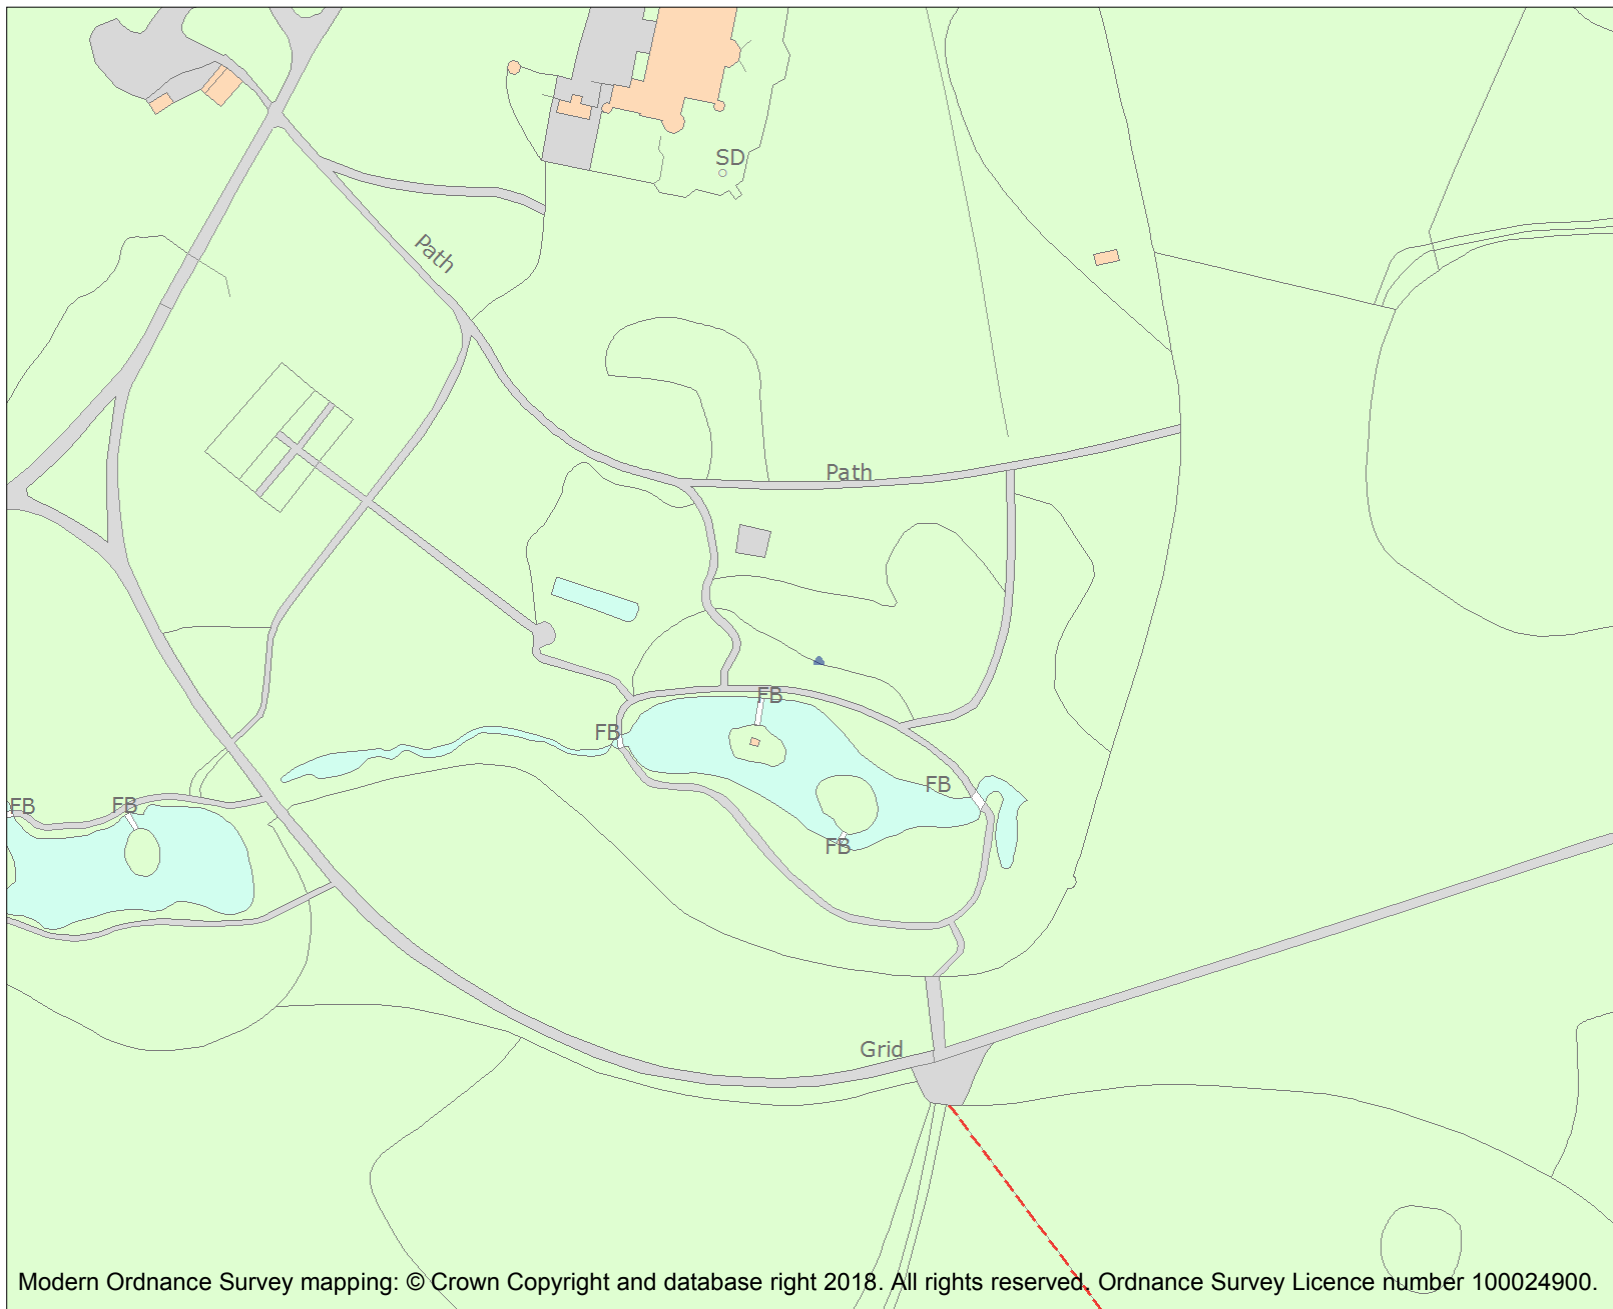 SD
Path
Path
FB
FB
FB
FB
FB
FB
Grid
Modern Ordnance Survey mapping: © Crown Copyright and database right 2018. All rights reserved. Ordnance Survey Licence number 100024900.